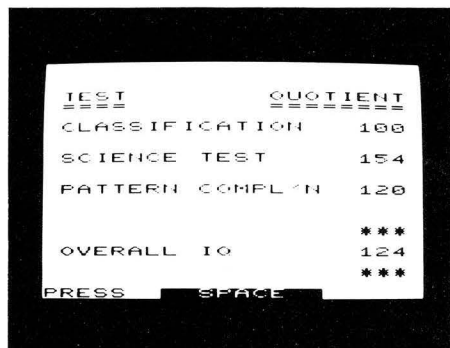 TEST QUOTIENT
CLASSIFICATION 100
SCIENCE TEST 154
PATTERN COMPL'N 120
***
OVERALL IQ 124
***
PRESS SPACE